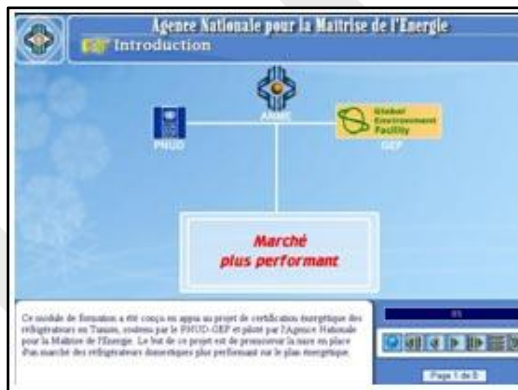 Agence Nationale pour la Maîtrise de l'Energie
Introduction
ANME
PNUD
Global
Environment
Facility
GEF
Marché
plus performant
Ce module de formation a été conçu en appui au projet de certification énergétique des
réfrigérateurs en Tunisie, soutenu par le PNUD-GEF et piloté par l'Agence Nationale
pour la Maîtrise de l'Energie. Le but de ce projet est de promouvoir la mise en place
d'un marché des réfrigérateurs domestiques plus performant sur le plan énergétique.
Page 1 de 8